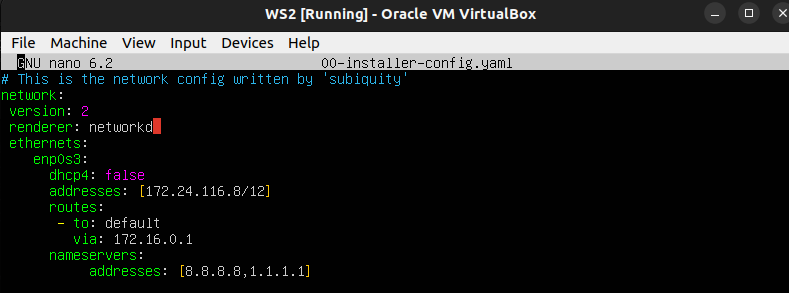 WS2 [Running] - Oracle VM VirtualBox
File Machine View Input Devices Help
GNU nano 6.2 00-installer-config.yaml
# This is the network config written by 'subiquity'
network:
 version: 2
 renderer: networkd
 ethernets:
    enp0s3:
      dhcp4: false
      addresses: [172.24.116.8/12]
      routes:
       - to: default
         via: 172.16.0.1
      nameservers:
           addresses: [8.8.8.8,1.1.1.1]